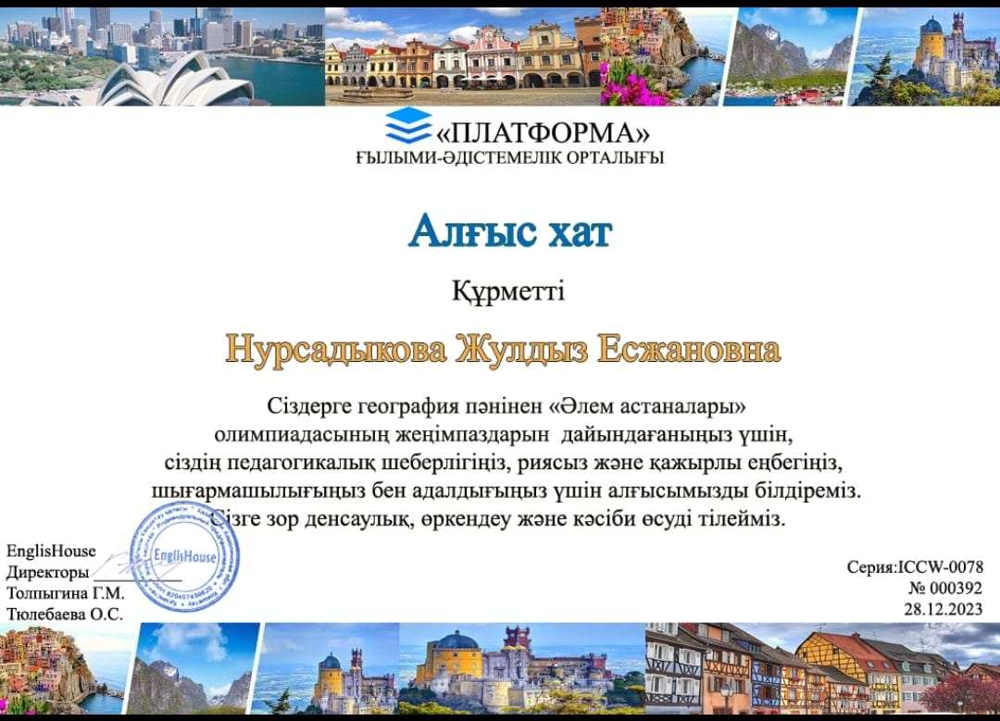 «ПЛАТФОРМА»
ҒЫЛЫМИ-ӘДІСТЕМЕЛІК ОРТАЛЫҒЫ
Алғыс хат
Құрметті
Нурсадыкова Жулдыз Есжановна
Сіздерге география пәнінен «Әлем астаналары»
олимпиадасының жеңімпаздарын дайындағаныңыз үшін,
сіздің педагогикалық шеберлігіңіз, риясыз және қажырлы еңбегіңіз,
шығармашылығыңыз бен адалдығыңыз үшін алғысымызды білдіреміз.
Сізге зор денсаулық, өркендеу және кәсіби өсуді тілейміз.
EnglisHouse
Директоры ________
Толпыгина Г.М.
Тюлебаева О.С.
EnglisHouse
Серия:ICCW-0078
№ 000392
28.12.2023